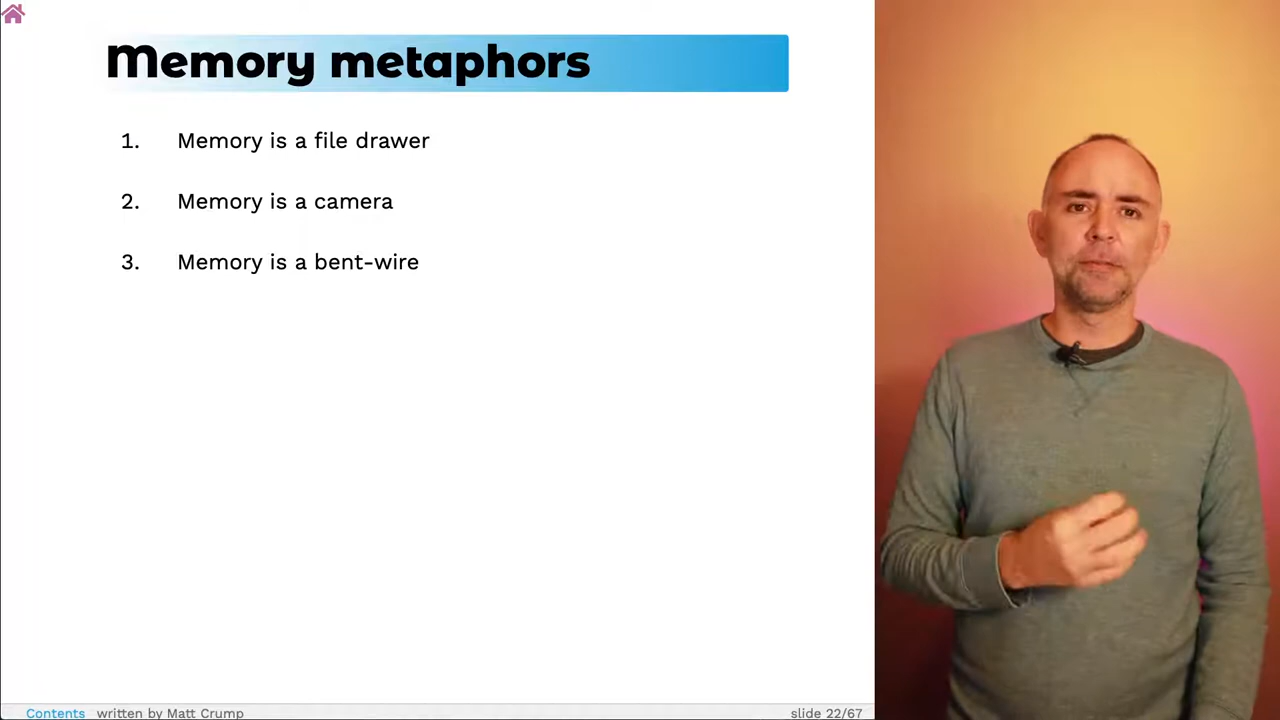 Memory metaphors
1. Memory is a file drawer
2. Memory is a camera
3. Memory is a bent-wire
Contents written by Matt Crump slide 22/67